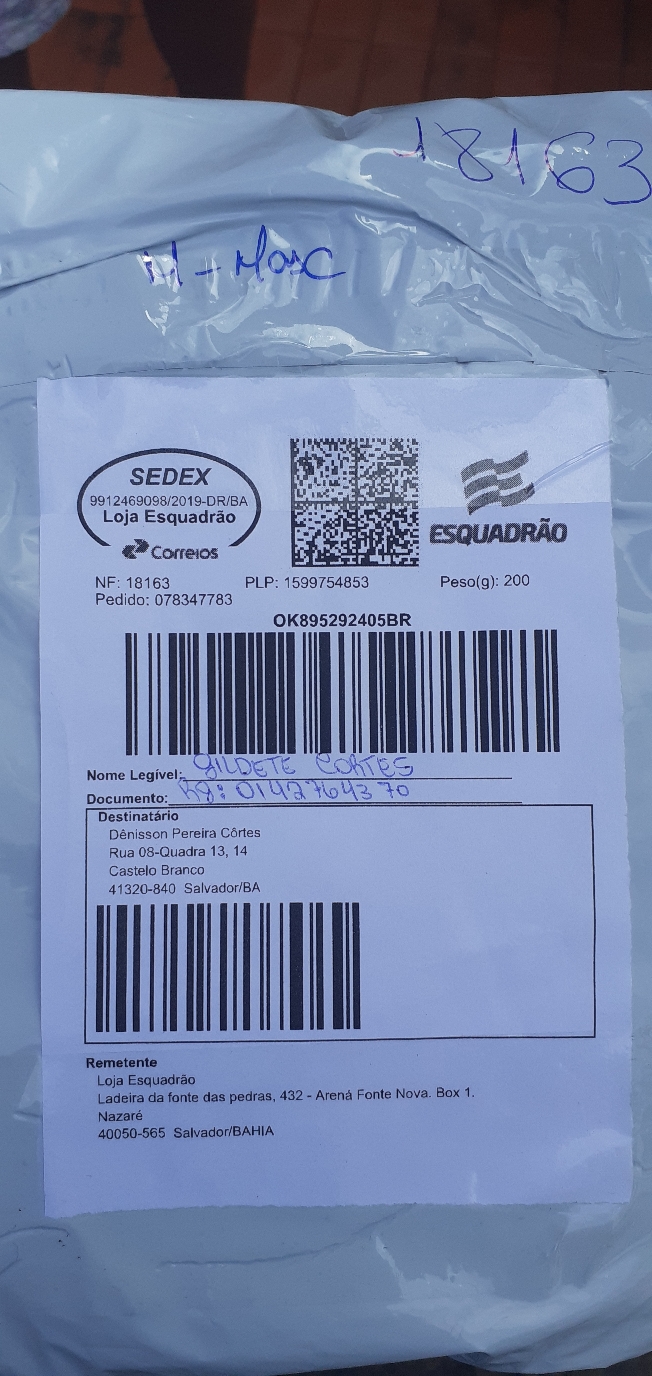 18163
M-Masc
SEDEX
9912469098/2019-DR/BA
Loja Esquadrão
Correios
ESQUADRÃO
NF: 18163 PLP: 1599754853 Peso(g): 200
Pedido: 078347783
OK895292405BR
Nome Legível: GILDETE CORTES
Documento: Rg: 0142764370
Destinatário
Dênisson Pereira Côrtes
Rua 08-Quadra 13, 14
Castelo Branco
41320-840 Salvador/BA
Remetente
Loja Esquadrão
Ladeira da fonte das pedras, 432 - Arena Fonte Nova. Box 1.
Nazaré
40050-565 Salvador/BAHIA